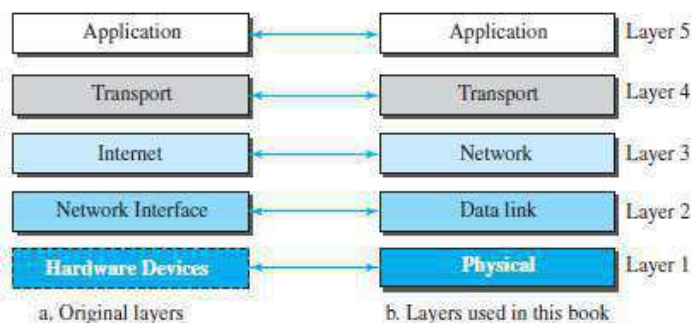 Application Application Layer 5
Transport Transport Layer 4
Internet Network Layer 3
Network Interface Data link Layer 2
Hardware Devices Physical Layer 1
a. Original layers b. Layers used in this book